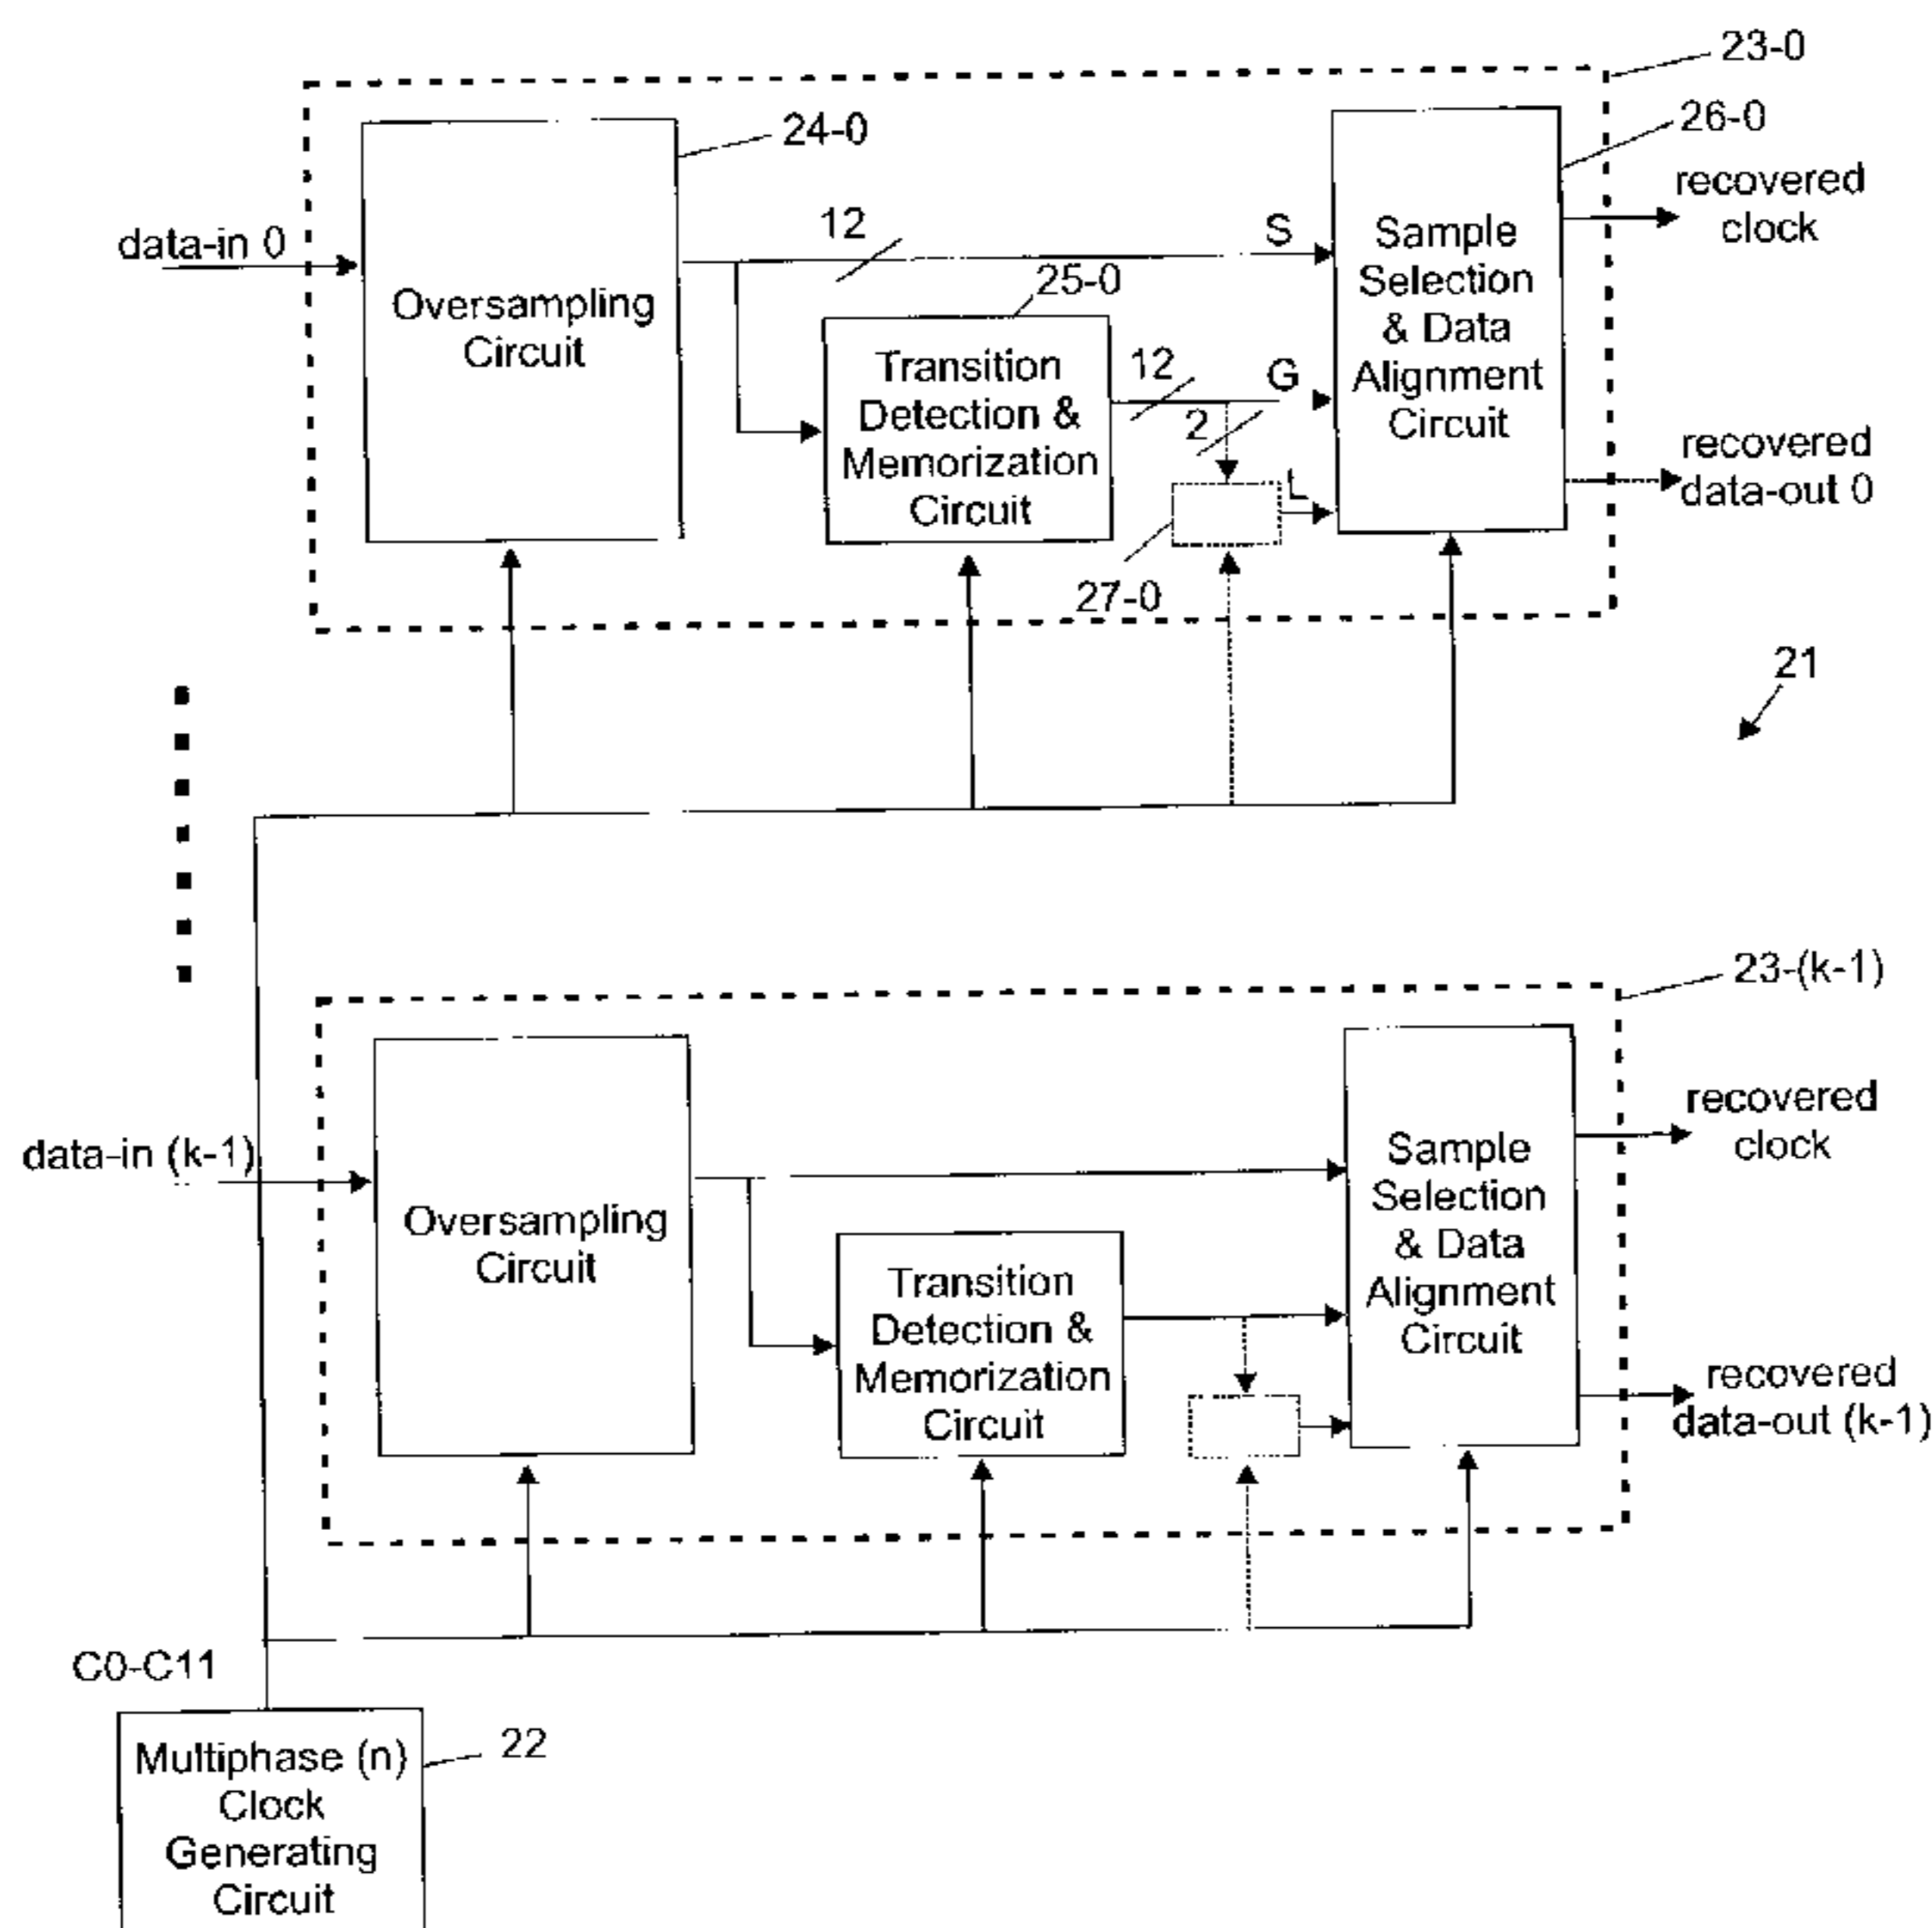 23-0
24-0
26-0
recovered
clock
data-in 0
12
S
Sample
Selection
& Data
Alignment
Circuit
Oversampling
Circuit
25-0
Transition
Detection &
Memorization
Circuit
12
G
2
L
recovered
data-out 0
27-0
21
23-(k-1)
recovered
clock
data-in (k-1)
Oversampling
Circuit
Sample
Selection
& Data
Alignment
Circuit
Transition
Detection &
Memorization
Circuit
recovered
data-out (k-1)
C0-C11
22
Multiphase (n)
Clock
Generating
Circuit